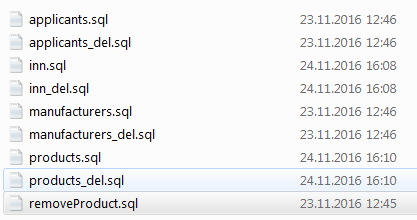 applicants.sql 23.11.2016 12:46
applicants_del.sql 23.11.2016 12:46
inn.sql 24.11.2016 16:08
inn_del.sql 24.11.2016 16:08
manufacturers.sql 23.11.2016 12:46
manufacturers_del.sql 23.11.2016 12:46
products.sql 24.11.2016 16:10
products_del.sql 24.11.2016 16:10
removeProduct.sql 23.11.2016 12:45